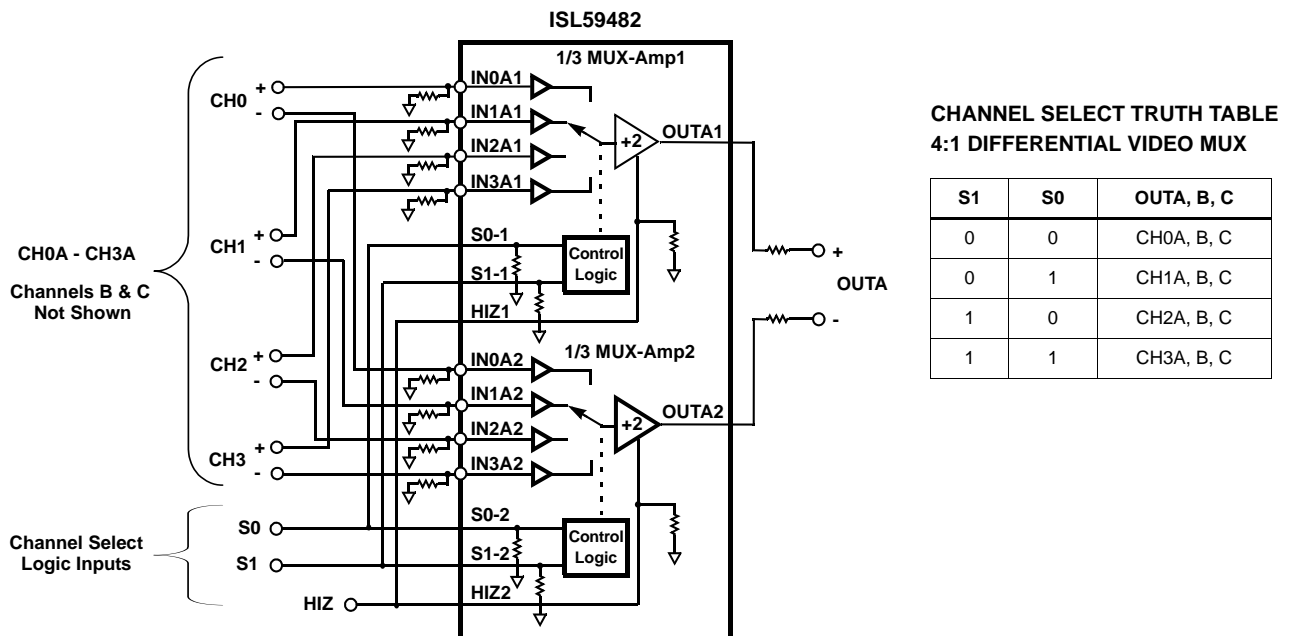 ISL59482
1/3 MUX-Amp1
CH0
+
-
IN0A1
IN1A1
IN2A1
IN3A1
+2
OUTA1
CH1
+
-
CH0A - CH3A
Channels B & C
Not Shown
S0-1
S1-1
Control
Logic
HIZ1
+
OUTA
-
1/3 MUX-Amp2
CH2
+
-
IN0A2
IN1A2
IN2A2
IN3A2
+2
OUTA2
CH3
+
-
Channel Select
Logic Inputs
S0
S1
HIZ
S0-2
S1-2
Control
Logic
HIZ2
CHANNEL SELECT TRUTH TABLE
4:1 DIFFERENTIAL VIDEO MUX
S1 S0 OUTA, B, C
0 0 CH0A, B, C
0 1 CH1A, B, C
1 0 CH2A, B, C
1 1 CH3A, B, C